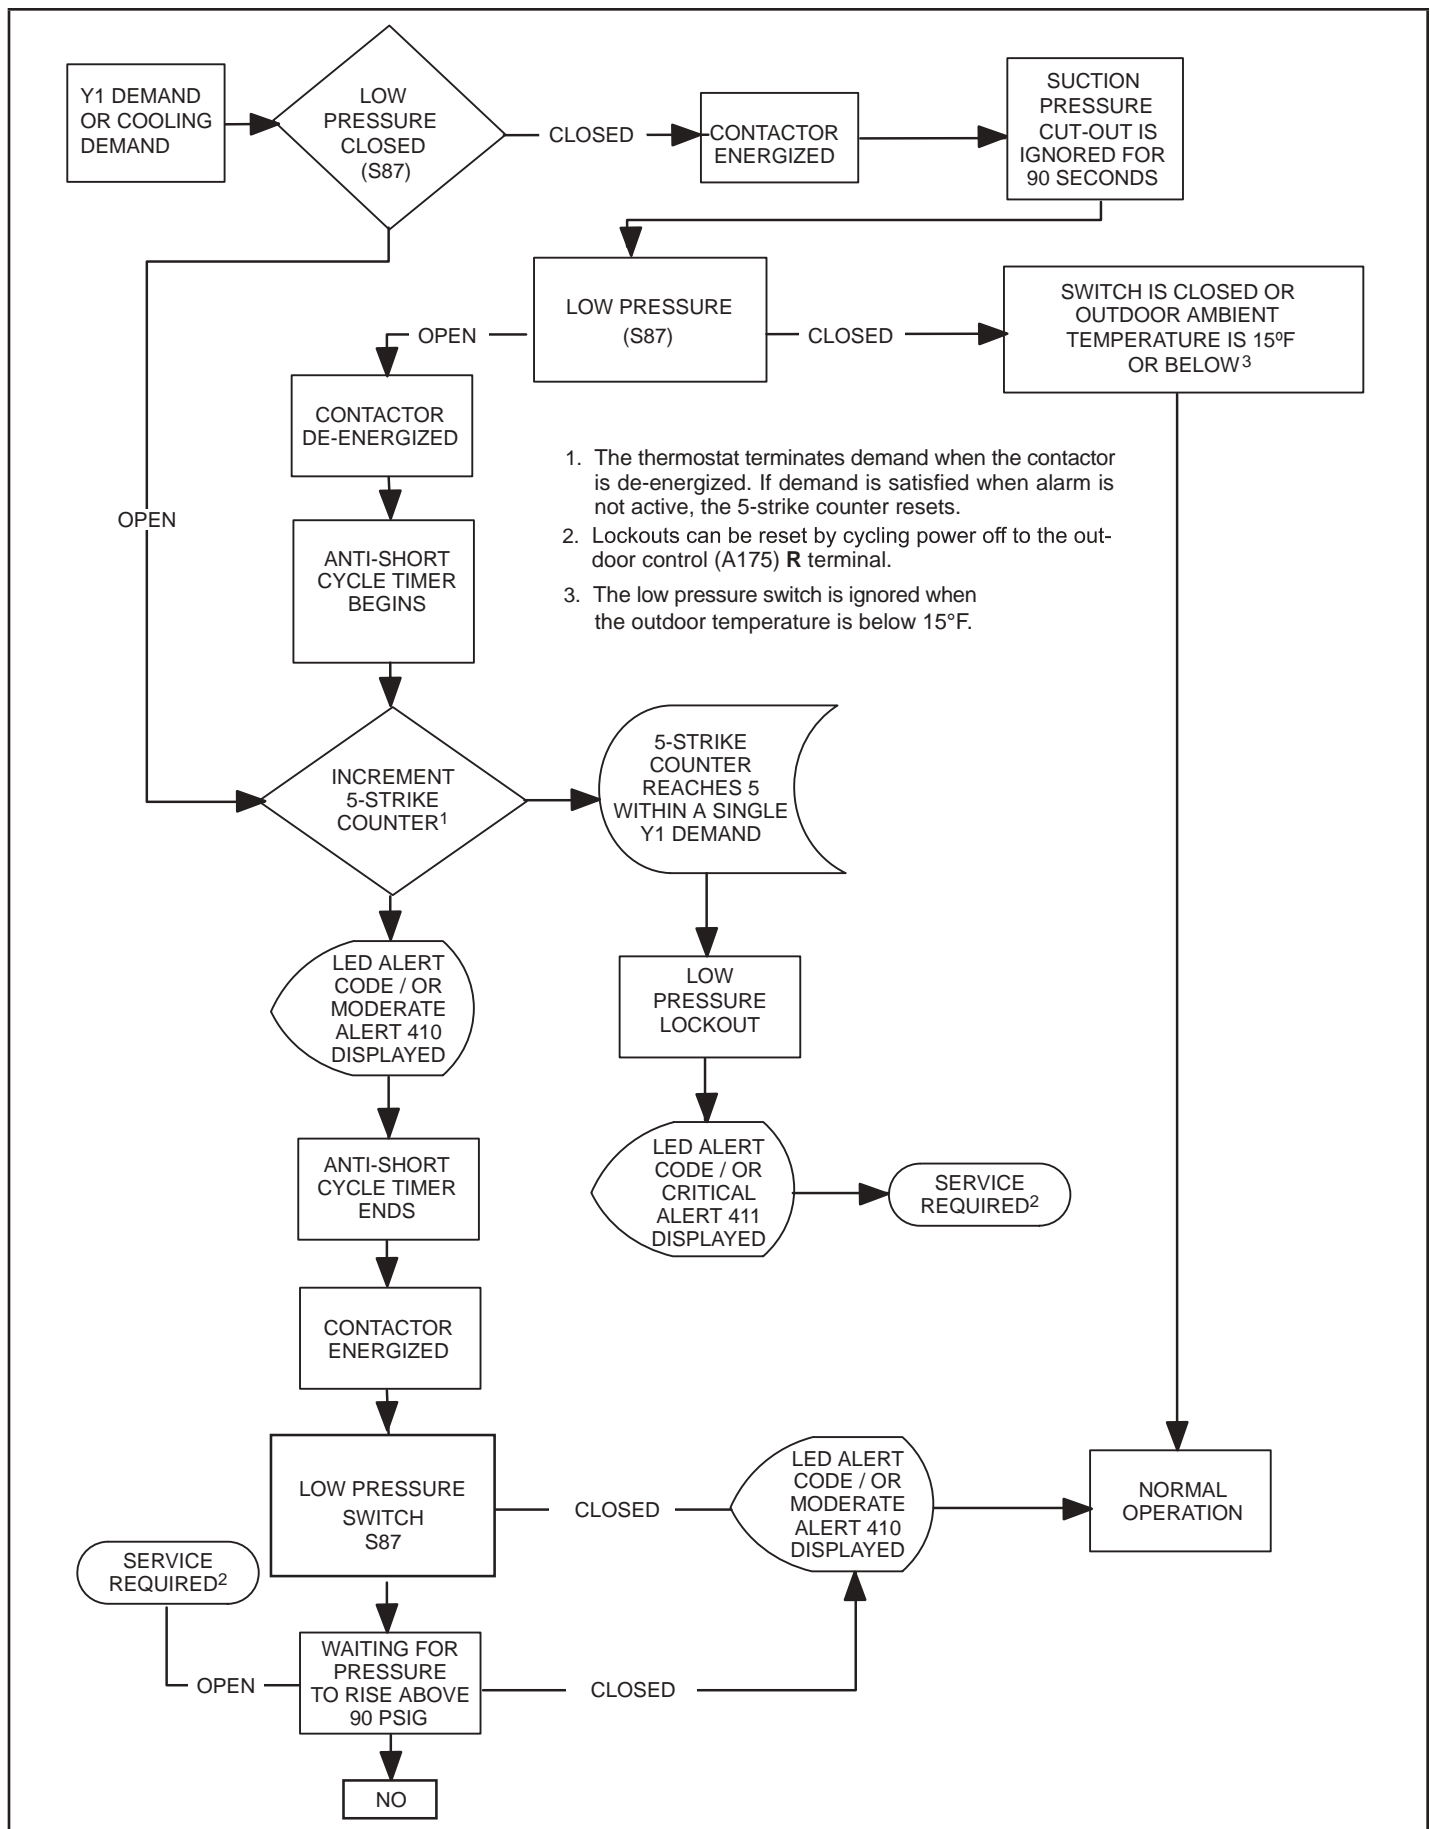 Y1 DEMAND
OR COOLING
DEMAND
LOW
PRESSURE
CLOSED
(S87)
CLOSED
CONTACTOR
ENERGIZED
SUCTION
PRESSURE
CUT-OUT IS
IGNORED FOR
90 SECONDS
LOW PRESSURE
(S87)
OPEN
CLOSED
SWITCH IS CLOSED OR
OUTDOOR AMBIENT
TEMPERATURE IS 15ºF
OR BELOW3
CONTACTOR
DE-ENERGIZED
1. The thermostat terminates demand when the contactor
is de-energized. If demand is satisfied when alarm is
not active, the 5-strike counter resets.
2. Lockouts can be reset by cycling power off to the out-
door control (A175) R terminal.
3. The low pressure switch is ignored when
the outdoor temperature is below 15°F.
OPEN
ANTI-SHORT
CYCLE TIMER
BEGINS
INCREMENT
5-STRIKE
COUNTER1
5-STRIKE
COUNTER
REACHES 5
WITHIN A SINGLE
Y1 DEMAND
LED ALERT
CODE / OR
MODERATE
ALERT 410
DISPLAYED
LOW
PRESSURE
LOCKOUT
ANTI-SHORT
CYCLE TIMER
ENDS
LED ALERT
CODE / OR
CRITICAL
ALERT 411
DISPLAYED
SERVICE
REQUIRED2
CONTACTOR
ENERGIZED
LOW PRESSURE
SWITCH
S87
CLOSED
LED ALERT
CODE / OR
MODERATE
ALERT 410
DISPLAYED
NORMAL
OPERATION
SERVICE
REQUIRED2
OPEN
WAITING FOR
PRESSURE
TO RISE ABOVE
90 PSIG
CLOSED
NO